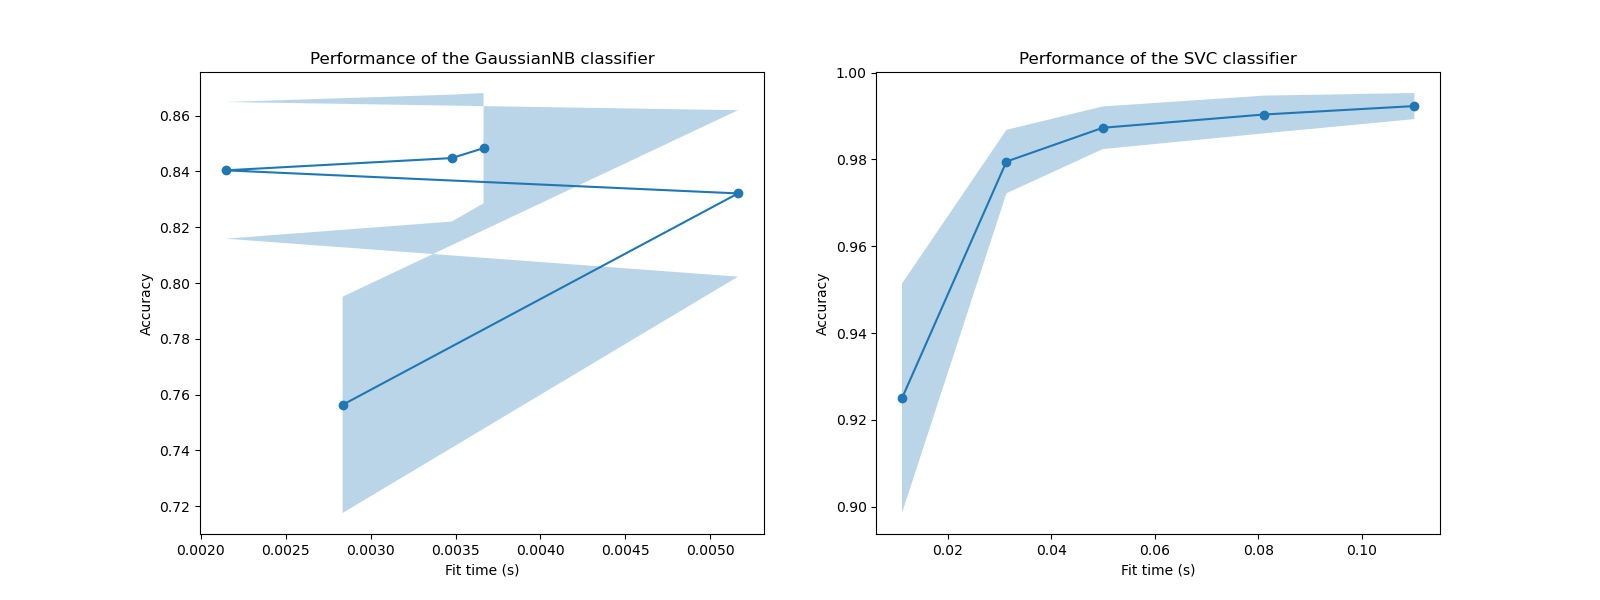 Performance of the GaussianNB classifier
Accuracy
0.86
0.84
0.82
0.80
0.78
0.76
0.74
0.72
0.0020 0.0025 0.0030 0.0035 0.0040 0.0045 0.0050
Fit time (s)
Performance of the SVC classifier
Accuracy
1.00
0.98
0.96
0.94
0.92
0.90
0.02 0.04 0.06 0.08 0.10
Fit time (s)